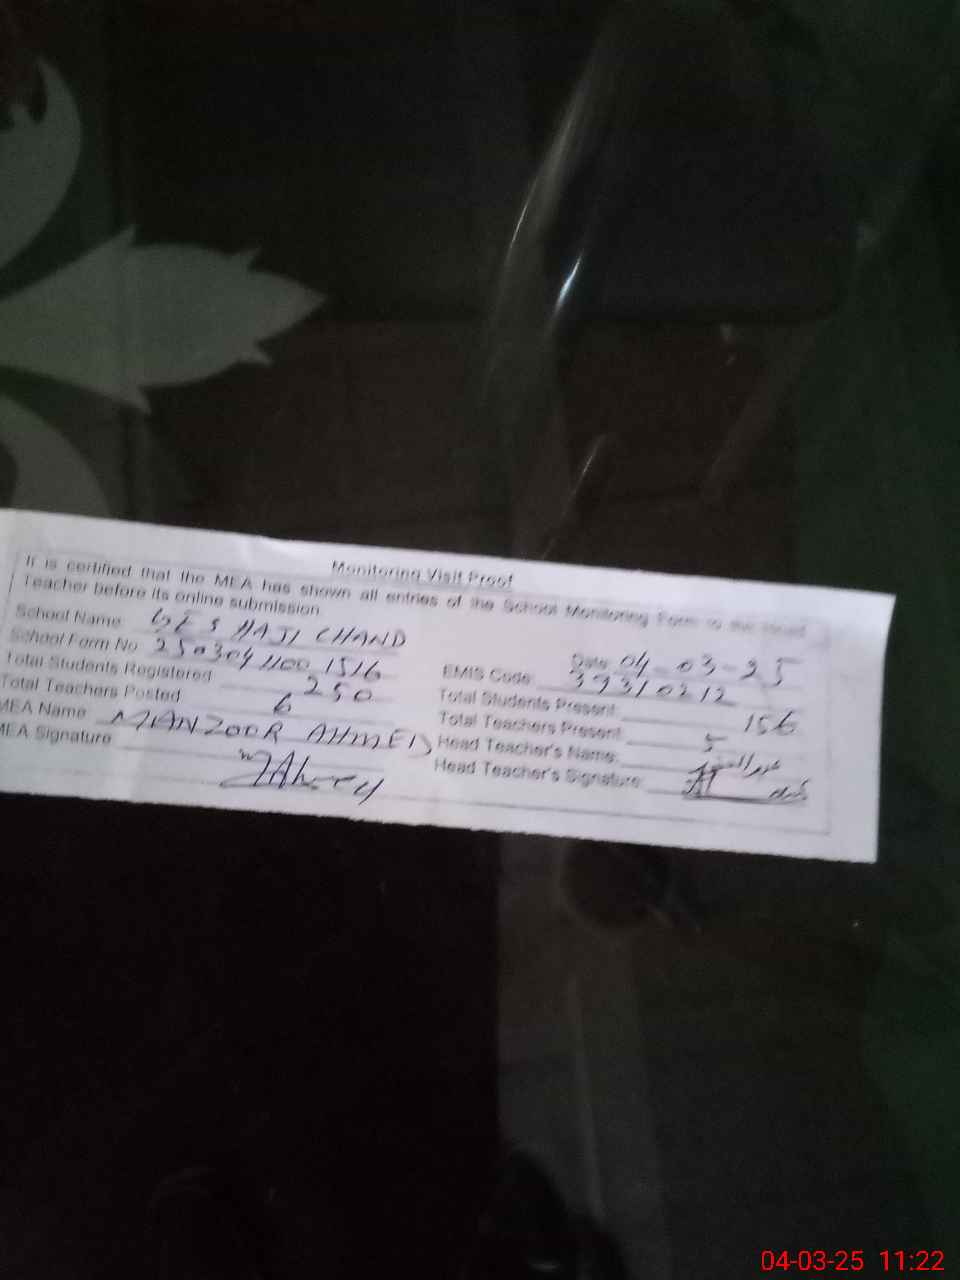 Monitoring Visit Proof
It is certified that the MEA has shown all entries of the School Monitoring Form to the Head
Teacher before its online submission
Date: 04-03-25
School Name GES HAJI CHAND
EMIS Code: 39310212
School Form No 2503041100 1516
Total Students Present: 156
Total Students Registered 250
Total Teachers Present 5
Total Teachers Posted 6
Head Teacher's Name:
MEA Name MANZOOR AHMED
Head Teacher's Signature:
MEA Signature
04-03-25 11:22